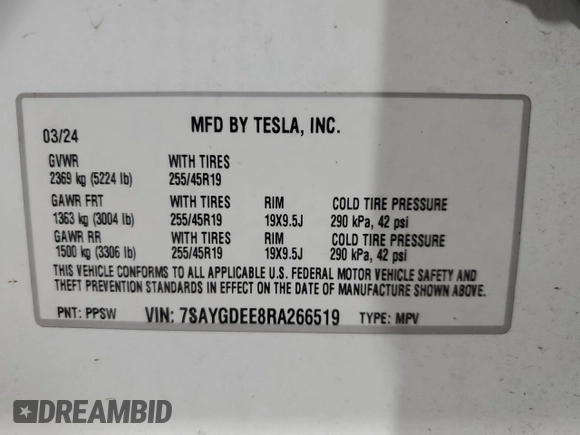 MFD BY TESLA, INC.
03/24
GVWR WITH TIRES
2369 kg (5224 lb) 255/45R19
GAWR FRT WITH TIRES RIM COLD TIRE PRESSURE
1363 kg (3004 lb) 255/45R19 19X9.5J 290 kPa, 42 psi
GAWR RR WITH TIRES RIM COLD TIRE PRESSURE
1500 kg (3306 lb) 255/45R19 19X9.5J 290 kPa, 42 psi
THIS VEHICLE CONFORMS TO ALL APPLICABLE U.S. FEDERAL MOTOR VEHICLE SAFETY AND
THEFT PREVENTION STANDARDS IN EFFECT ON THE DATE OF MANUFACTURE SHOWN ABOVE.
PNT: PPSW VIN: 7SAYGDEE8RA266519 TYPE: MPV
DREAMBID